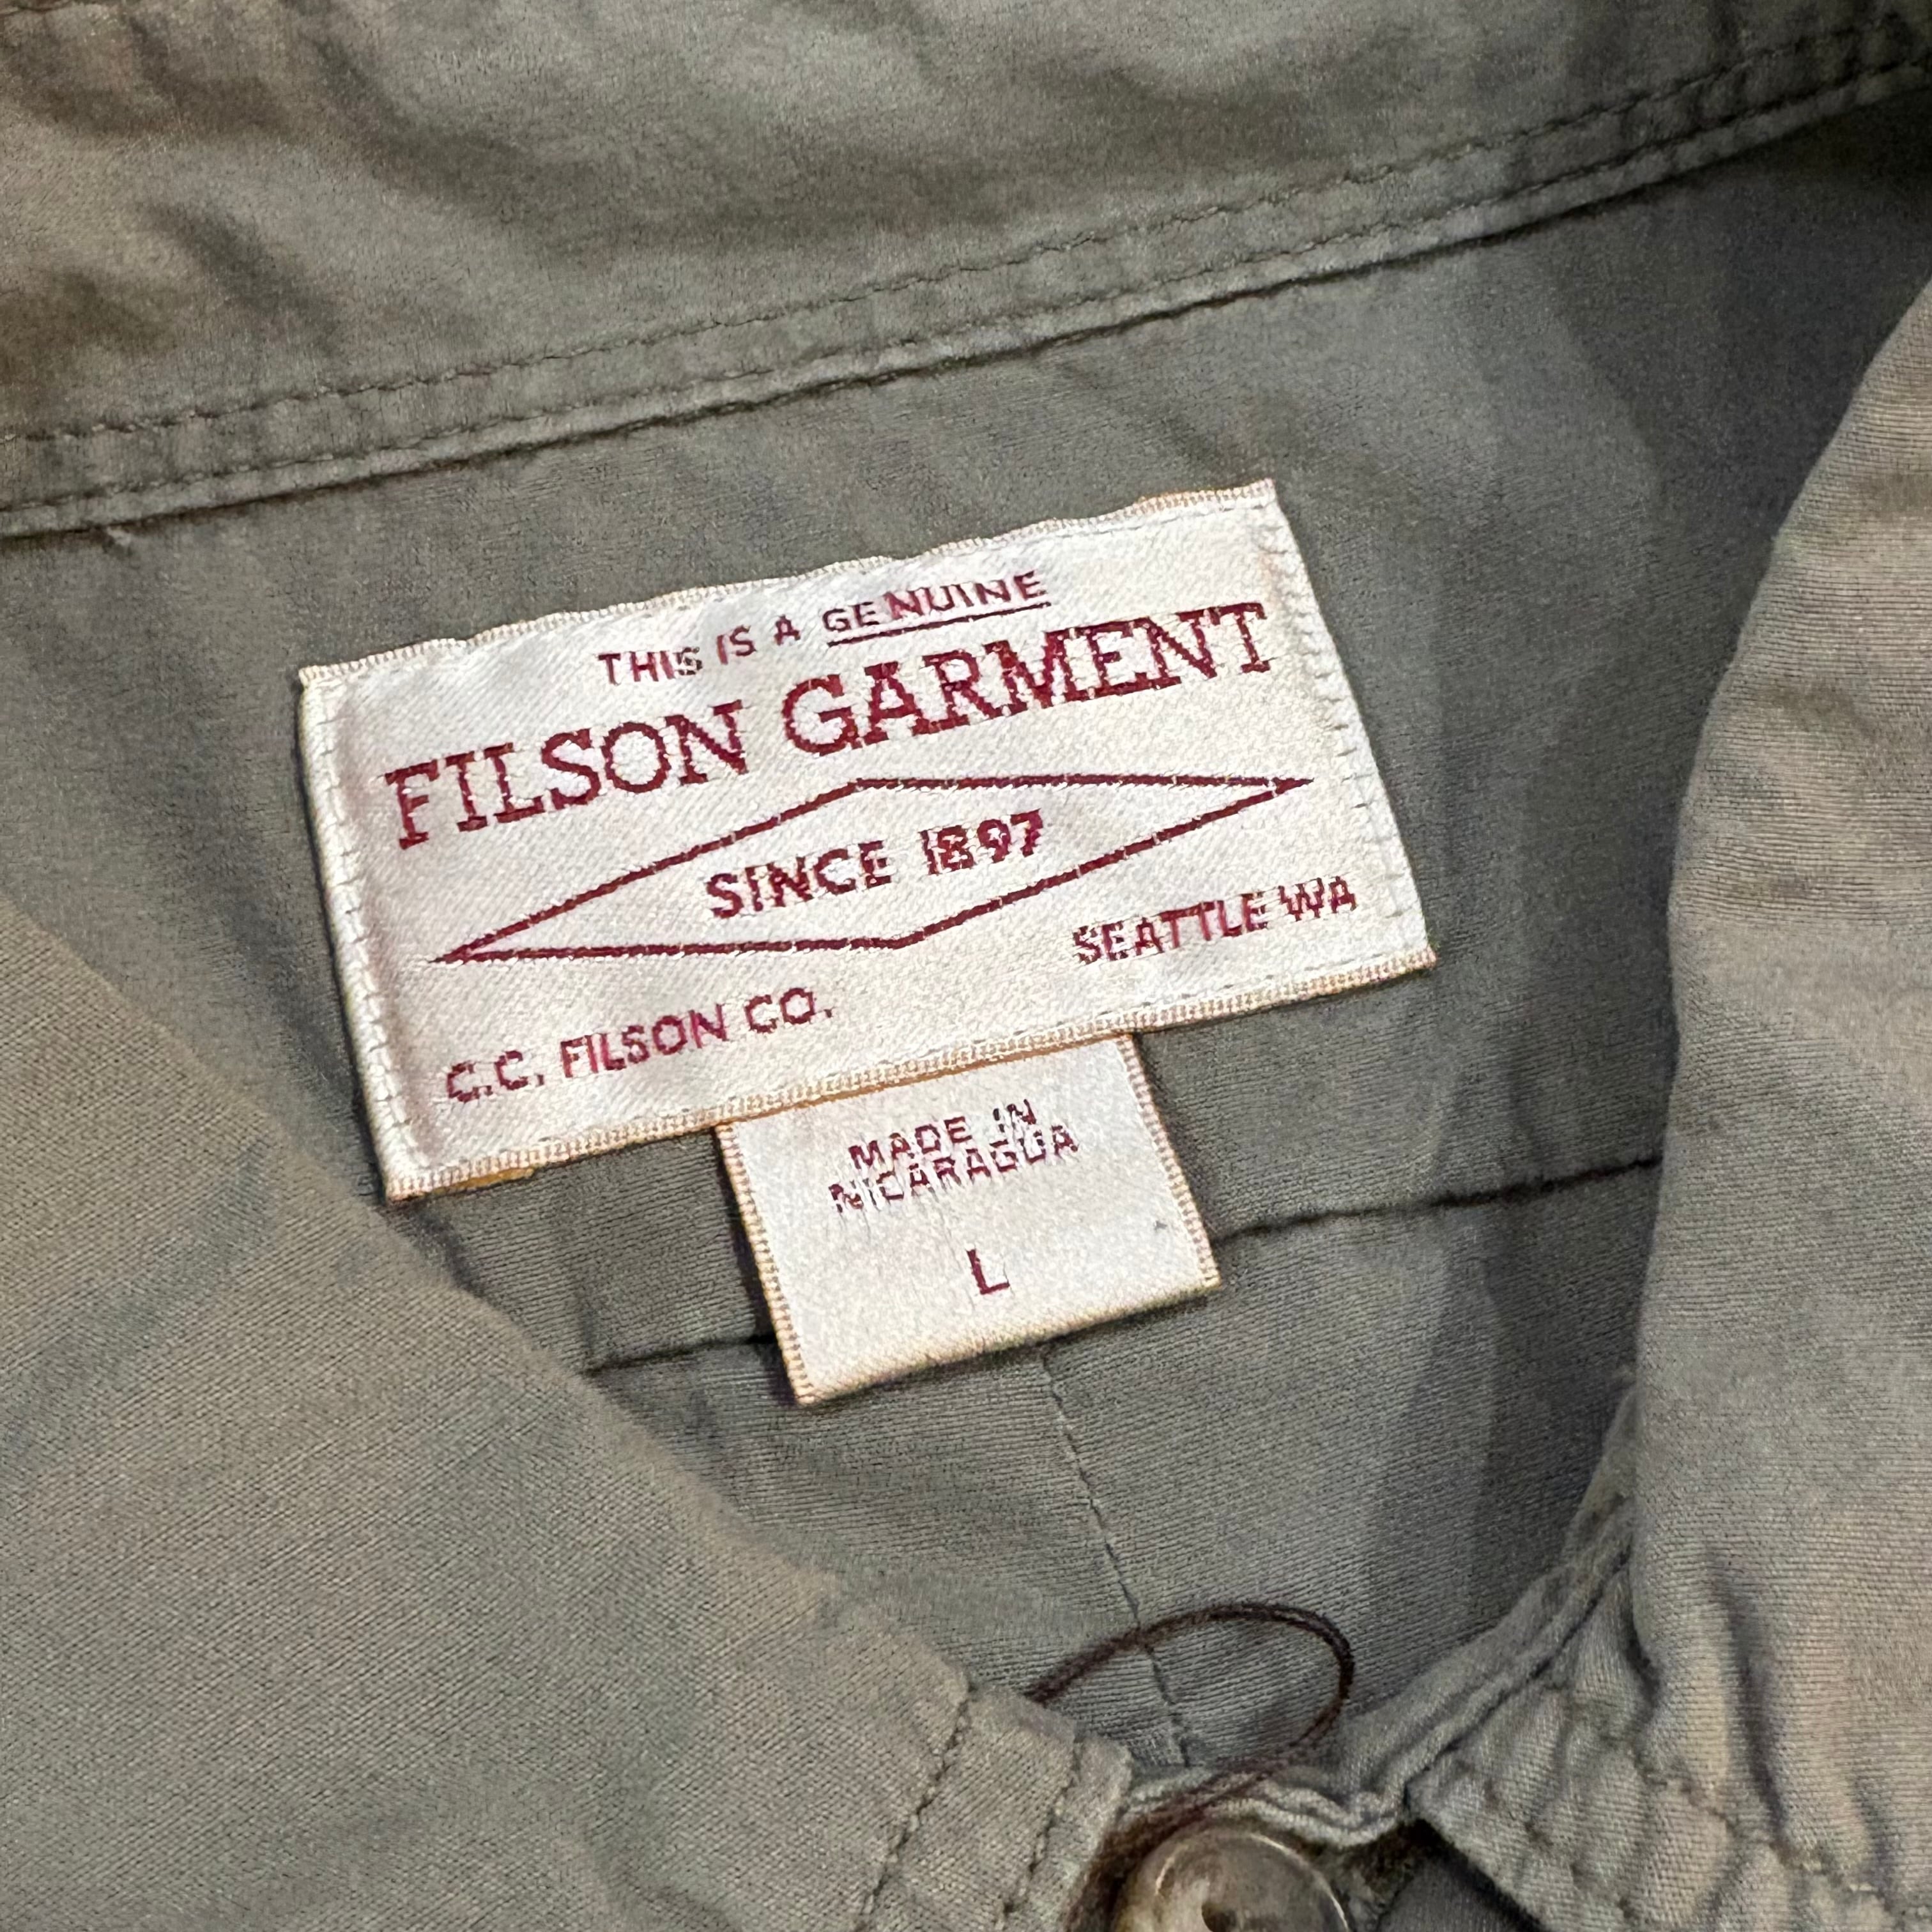 THIS IS A GENUINE
FILSON GARMENT
SINCE 1897
C.C. FILSON CO. SEATTLE WA
MADE IN
NICARAGUA
L